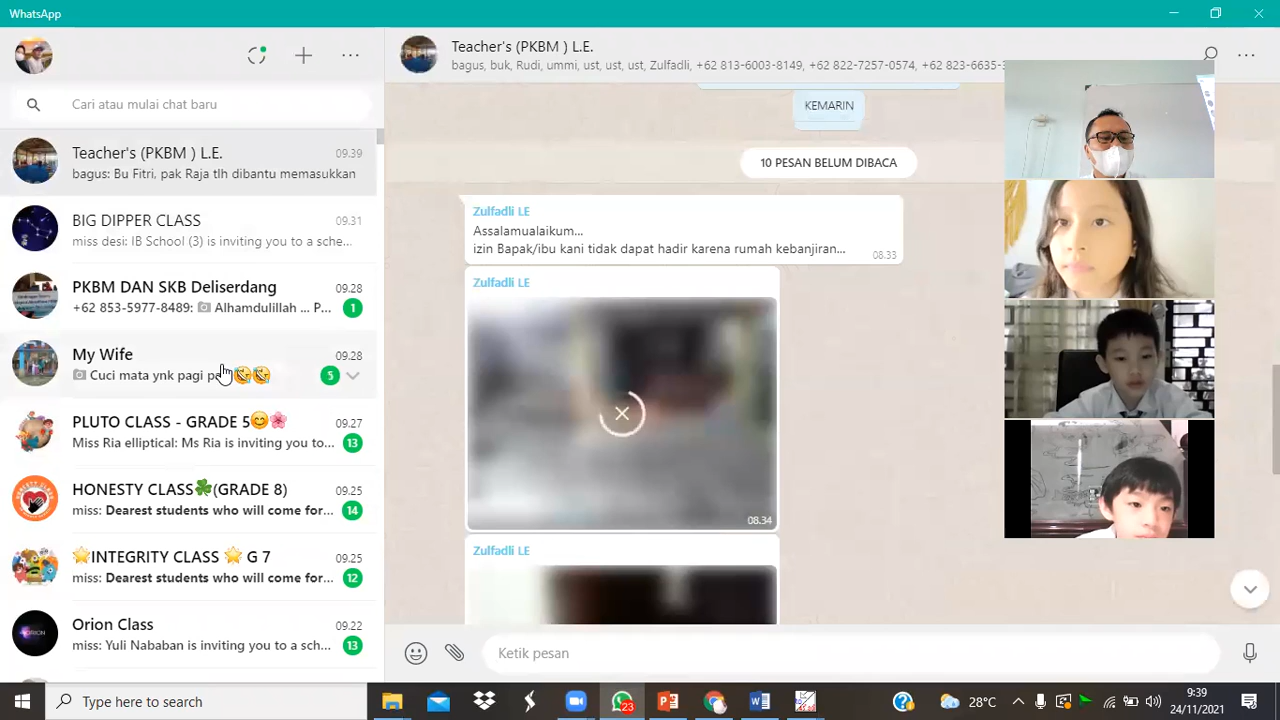 WhatsApp
Cari atau mulai chat baru
Teacher's (PKBM ) L.E.
09.39
bagus: Bu Fitri, pak Raja tlh dibantu memasukkan
BIG DIPPER CLASS
09.31
miss desi: IB School (3) is inviting you to a sche...
PKBM DAN SKB Deliserdang
09.28
+62 853-5977-8489: 📷 Alhamdulillah ... P...
1
My Wife
09.28
Cuci mata ynk pagi
5
PLUTO CLASS - GRADE 5😊🌸
09.27
Miss Ria elliptical: Ms Ria is inviting you to...
13
HONESTY CLASS🍀(GRADE 8)
09.25
miss: Dearest students who will come for...
14
🌟INTEGRITY CLASS 🌟 G 7
09.25
miss: Dearest students who will come for...
12
Orion Class
09.22
miss: Yuli Nababan is inviting you to a sch...
13
Teacher's (PKBM ) L.E.
bagus, buk, Rudi, ummi, ust, ust, ust, Zulfadli, +62 813-6003-8149, +62 822-7257-0574, +62 823-6635-
KEMARIN
10 PESAN BELUM DIBACA
Zulfadli LE
Assalamualaikum...
izin Bapak/ibu kani tidak dapat hadir karena rumah kebanjiran...
08.33
Zulfadli LE
08.34
Zulfadli LE
Ketik pesan
Type here to search
23
28°C
9:39
24/11/2021